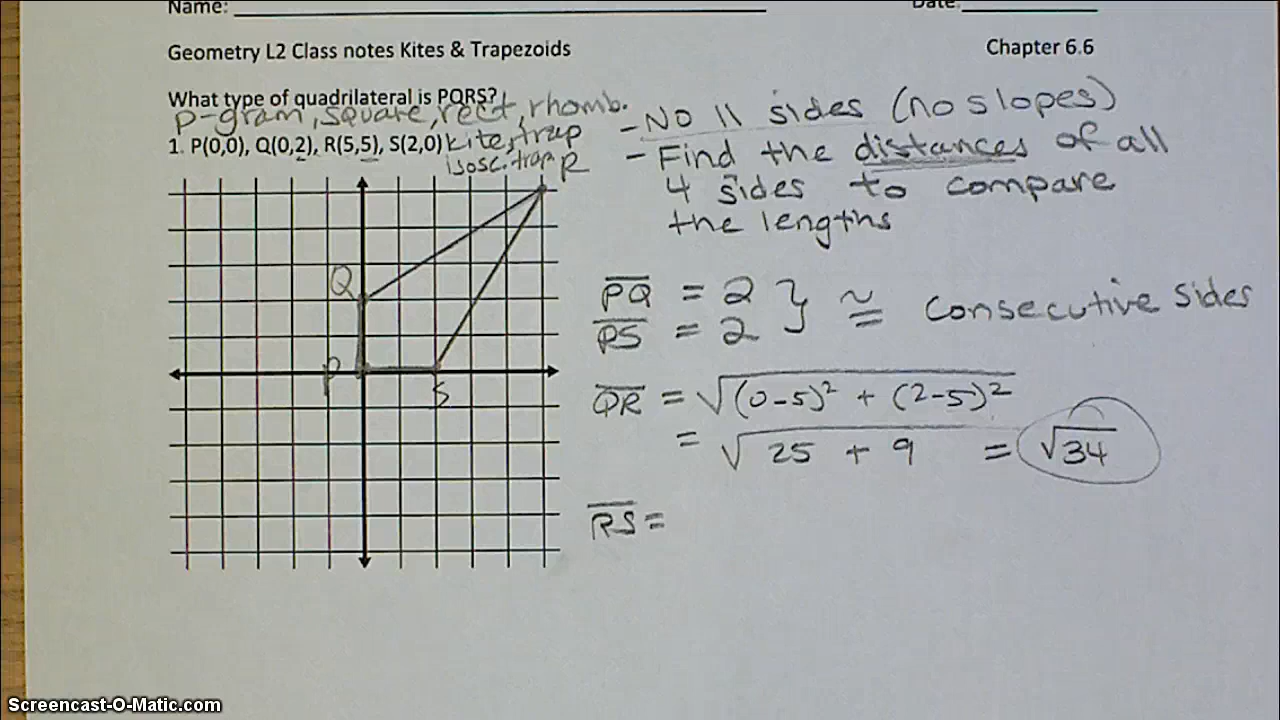 Name:
Date:
Geometry L2 Class notes Kites & Trapezoids
Chapter 6.6
What type of quadrilateral is PQRS?
p-gram, square, rect, rhomb.
1. P(0,0), Q(0,2), R(5,5), S(2,0) kite, trap
isosc. trap
- No || sides (no slopes)
- Find the distances of all
4 sides to compare
the lengths
R
Q
P
S
PQ = 2 } ≅ consecutive sides
PS = 2
QR = √(0-5)² + (2-5)²
= √25 + 9 = √34
RS =
Screencast-O-Matic.com